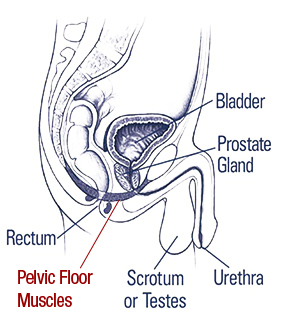 Bladder
Prostate
Gland
Rectum
Pelvic Floor
Muscles
Scrotum
or Testes
Urethra